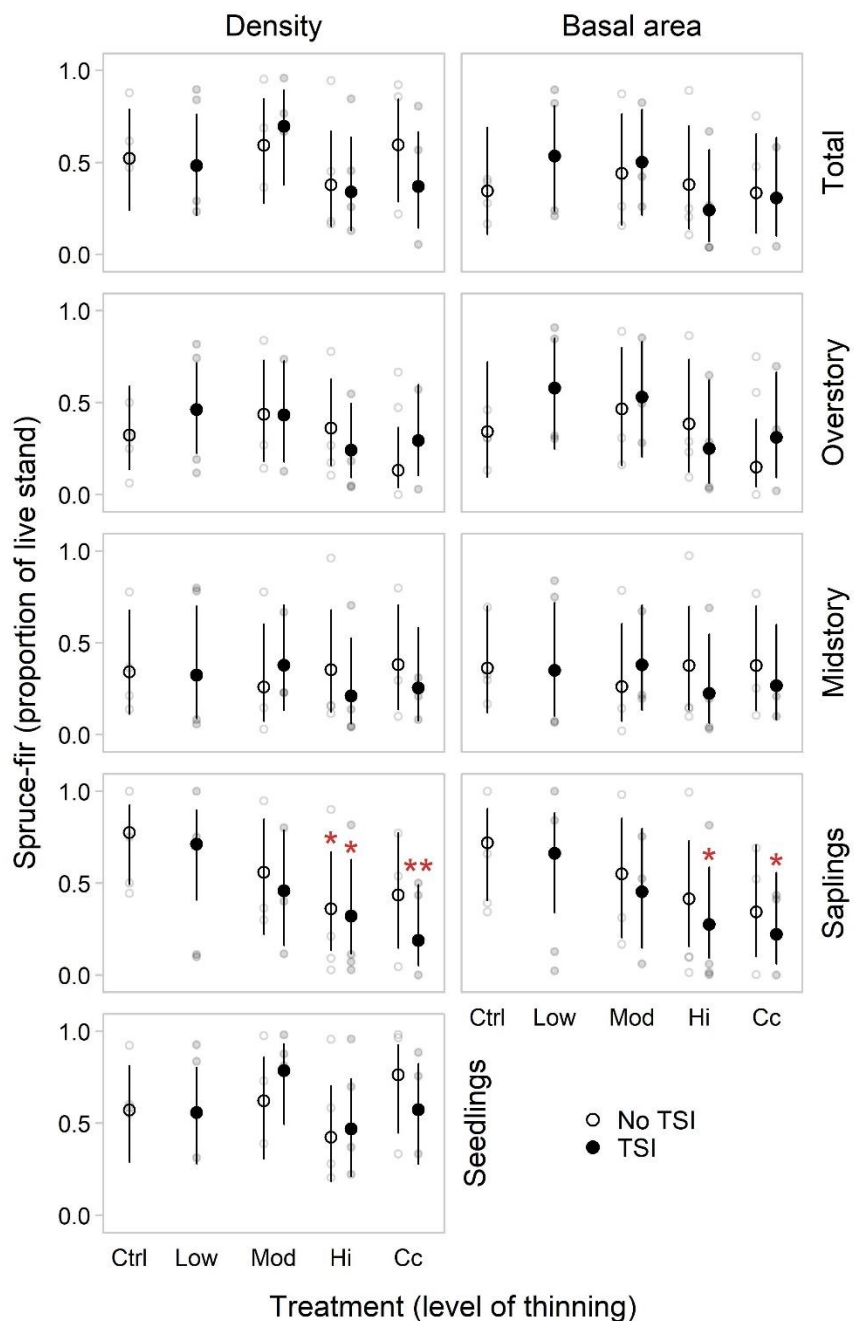 Density
Basal area
1.0
0.5
0.0
Total
1.0
0.5
0.0
Overstory
1.0
0.5
0.0
Midstory
1.0
0.5
0.0
* * **
* *
Saplings
Ctrl Low Mod Hi Cc
1.0
0.5
0.0
Seedlings
No TSI
TSI
Ctrl Low Mod Hi Cc
Spruce-fir (proportion of live stand)
Treatment (level of thinning)